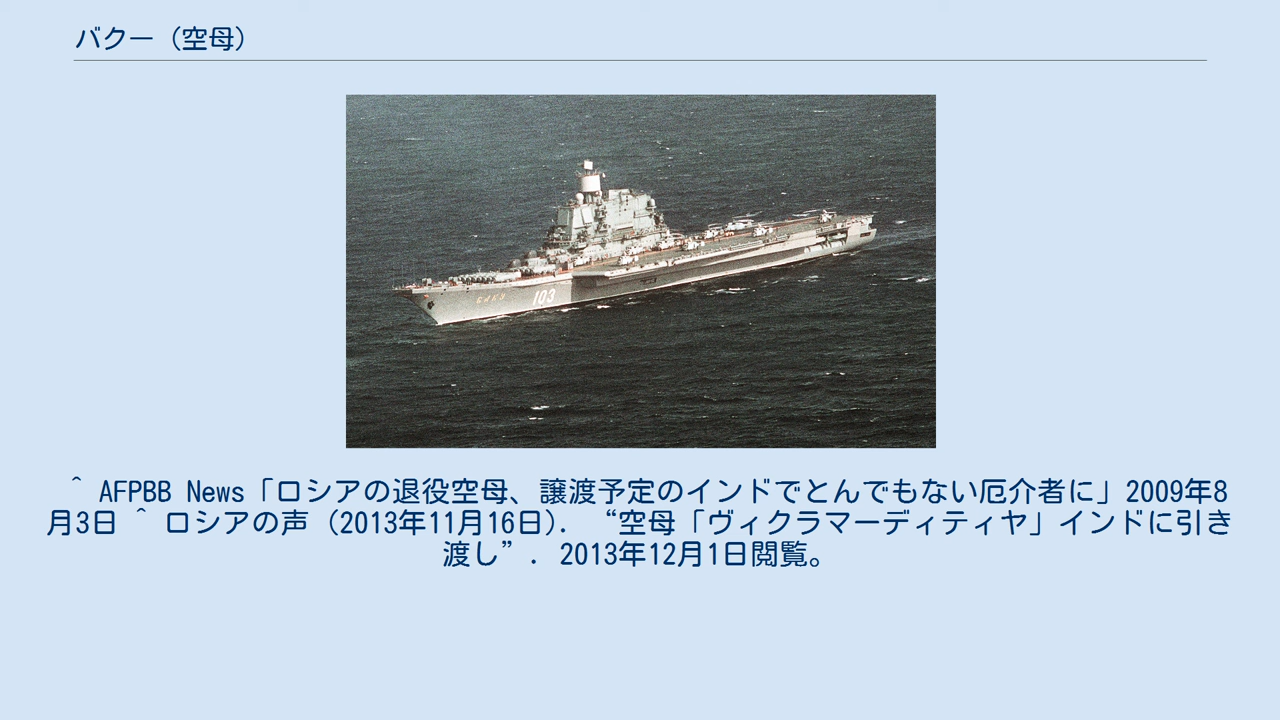 バクー（空母）
103
^ AFPBB News「ロシアの退役空母、譲渡予定のインドでとんでもない厄介者に」2009年8
月3日 ^ ロシアの声 (2013年11月16日). “空母「ヴィクラマーディティヤ」インドに引き
渡し”. 2013年12月1日閲覧。